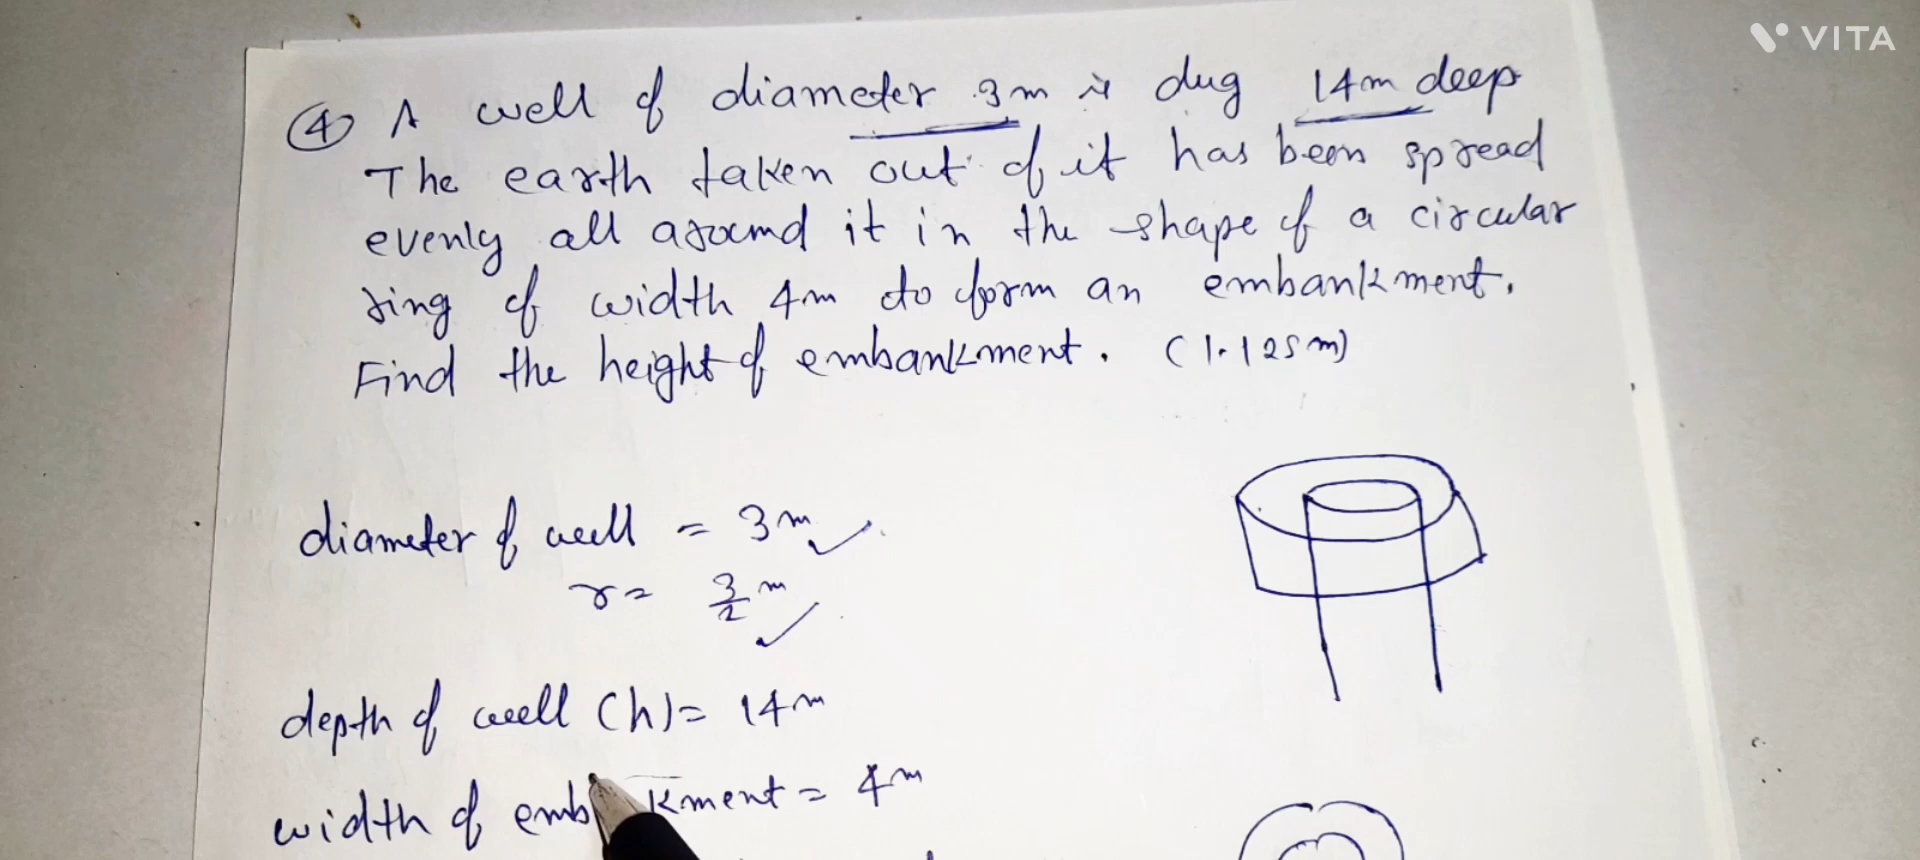 VITA
④ A well of diameter 3m is dug 14m deep
The earth taken out of it has been spread
evenly all around it in the shape of a circular
ring of width 4m to form an embankment.
Find the height of embankment. (1.125m)
diameter of well = 3m
r = 3/2 m
depth of well (h) = 14m
width of emb kment = 4m